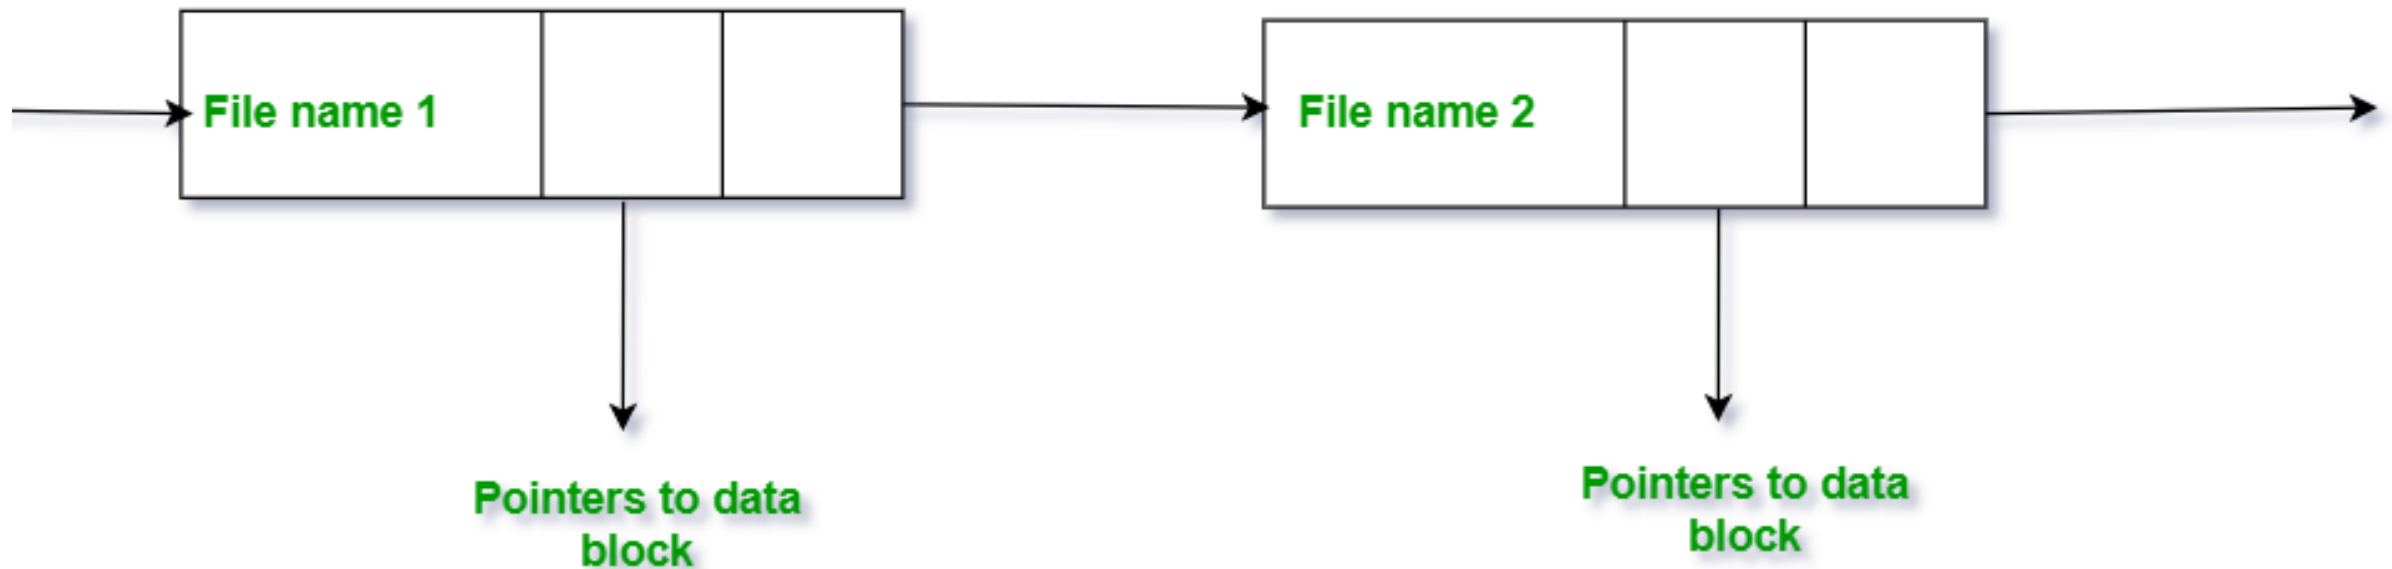 File name 1
File name 2
Pointers to data
block
Pointers to data
block